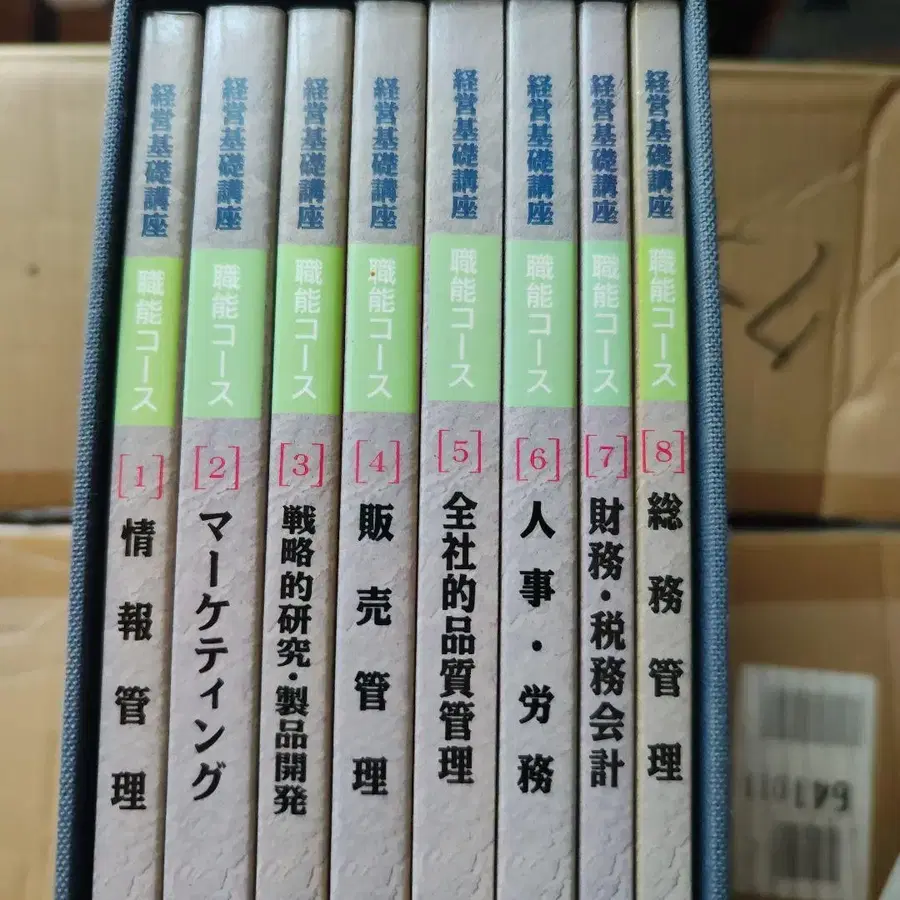 経営基礎講座
職能コース
[1]
情報管理
経営基礎講座
職能コース
[2]
マーケティング
経営基礎講座
職能コース
[3]
戦略的研究・製品開発
経営基礎講座
職能コース
[4]
販売管理
経営基礎講座
職能コース
[5]
全社的品質管理
経営基礎講座
職能コース
[6]
人事・労務
経営基礎講座
職能コース
[7]
財務・税務会計
経営基礎講座
職能コース
[8]
総務管理